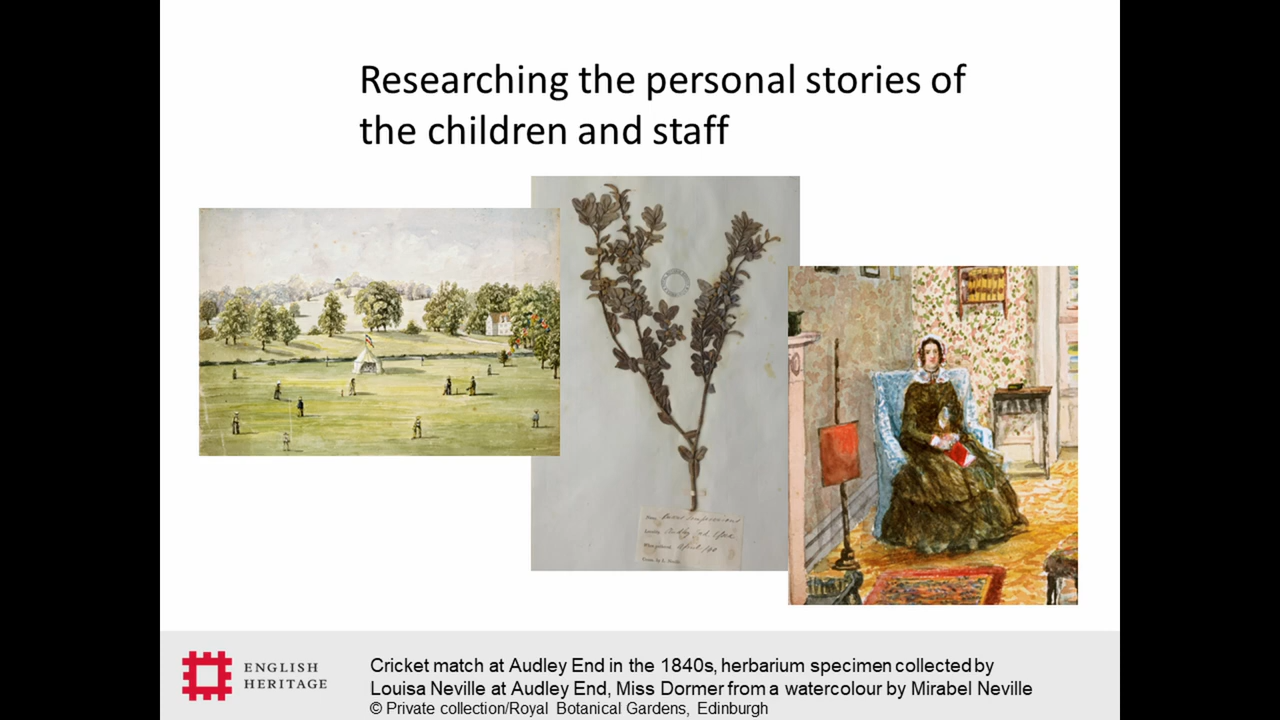 Researching the personal stories of
the children and staff
ENGLISH
HERITAGE
Cricket match at Audley End in the 1840s, herbarium specimen collected by
Louisa Neville at Audley End, Miss Dormer from a watercolour by Mirabel Neville
© Private collection/Royal Botanical Gardens, Edinburgh